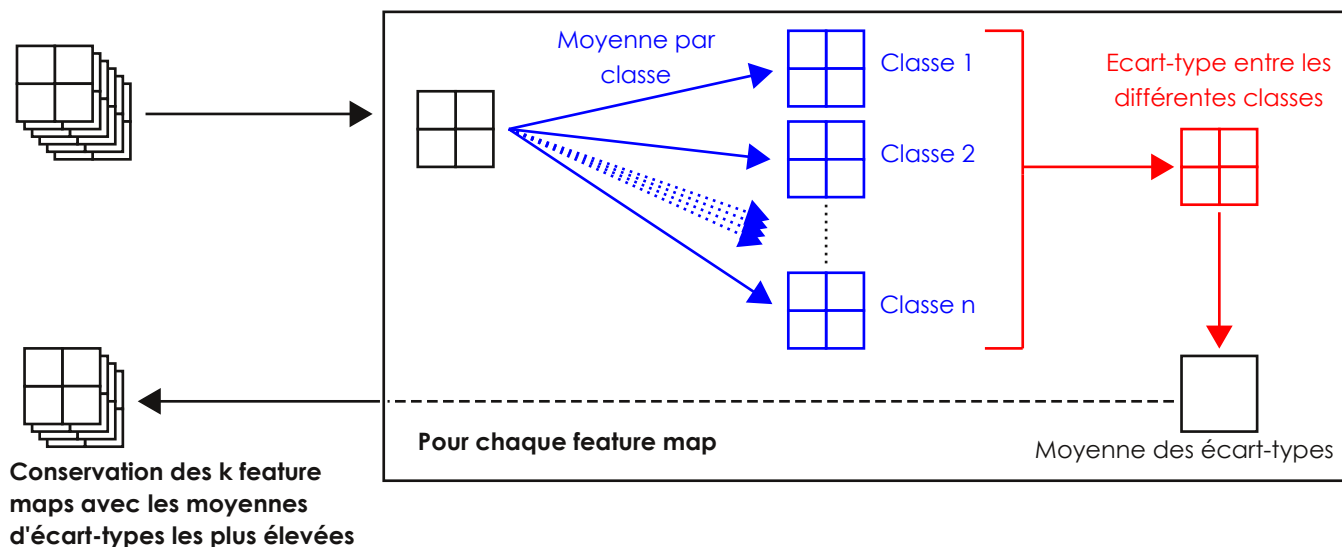 Moyenne par
classe
Classe 1
Classe 2
Classe n
Ecart-type entre les
différentes classes
Moyenne des écart-types
Pour chaque feature map
Conservation des k feature
maps avec les moyennes
d'écart-types les plus élevées